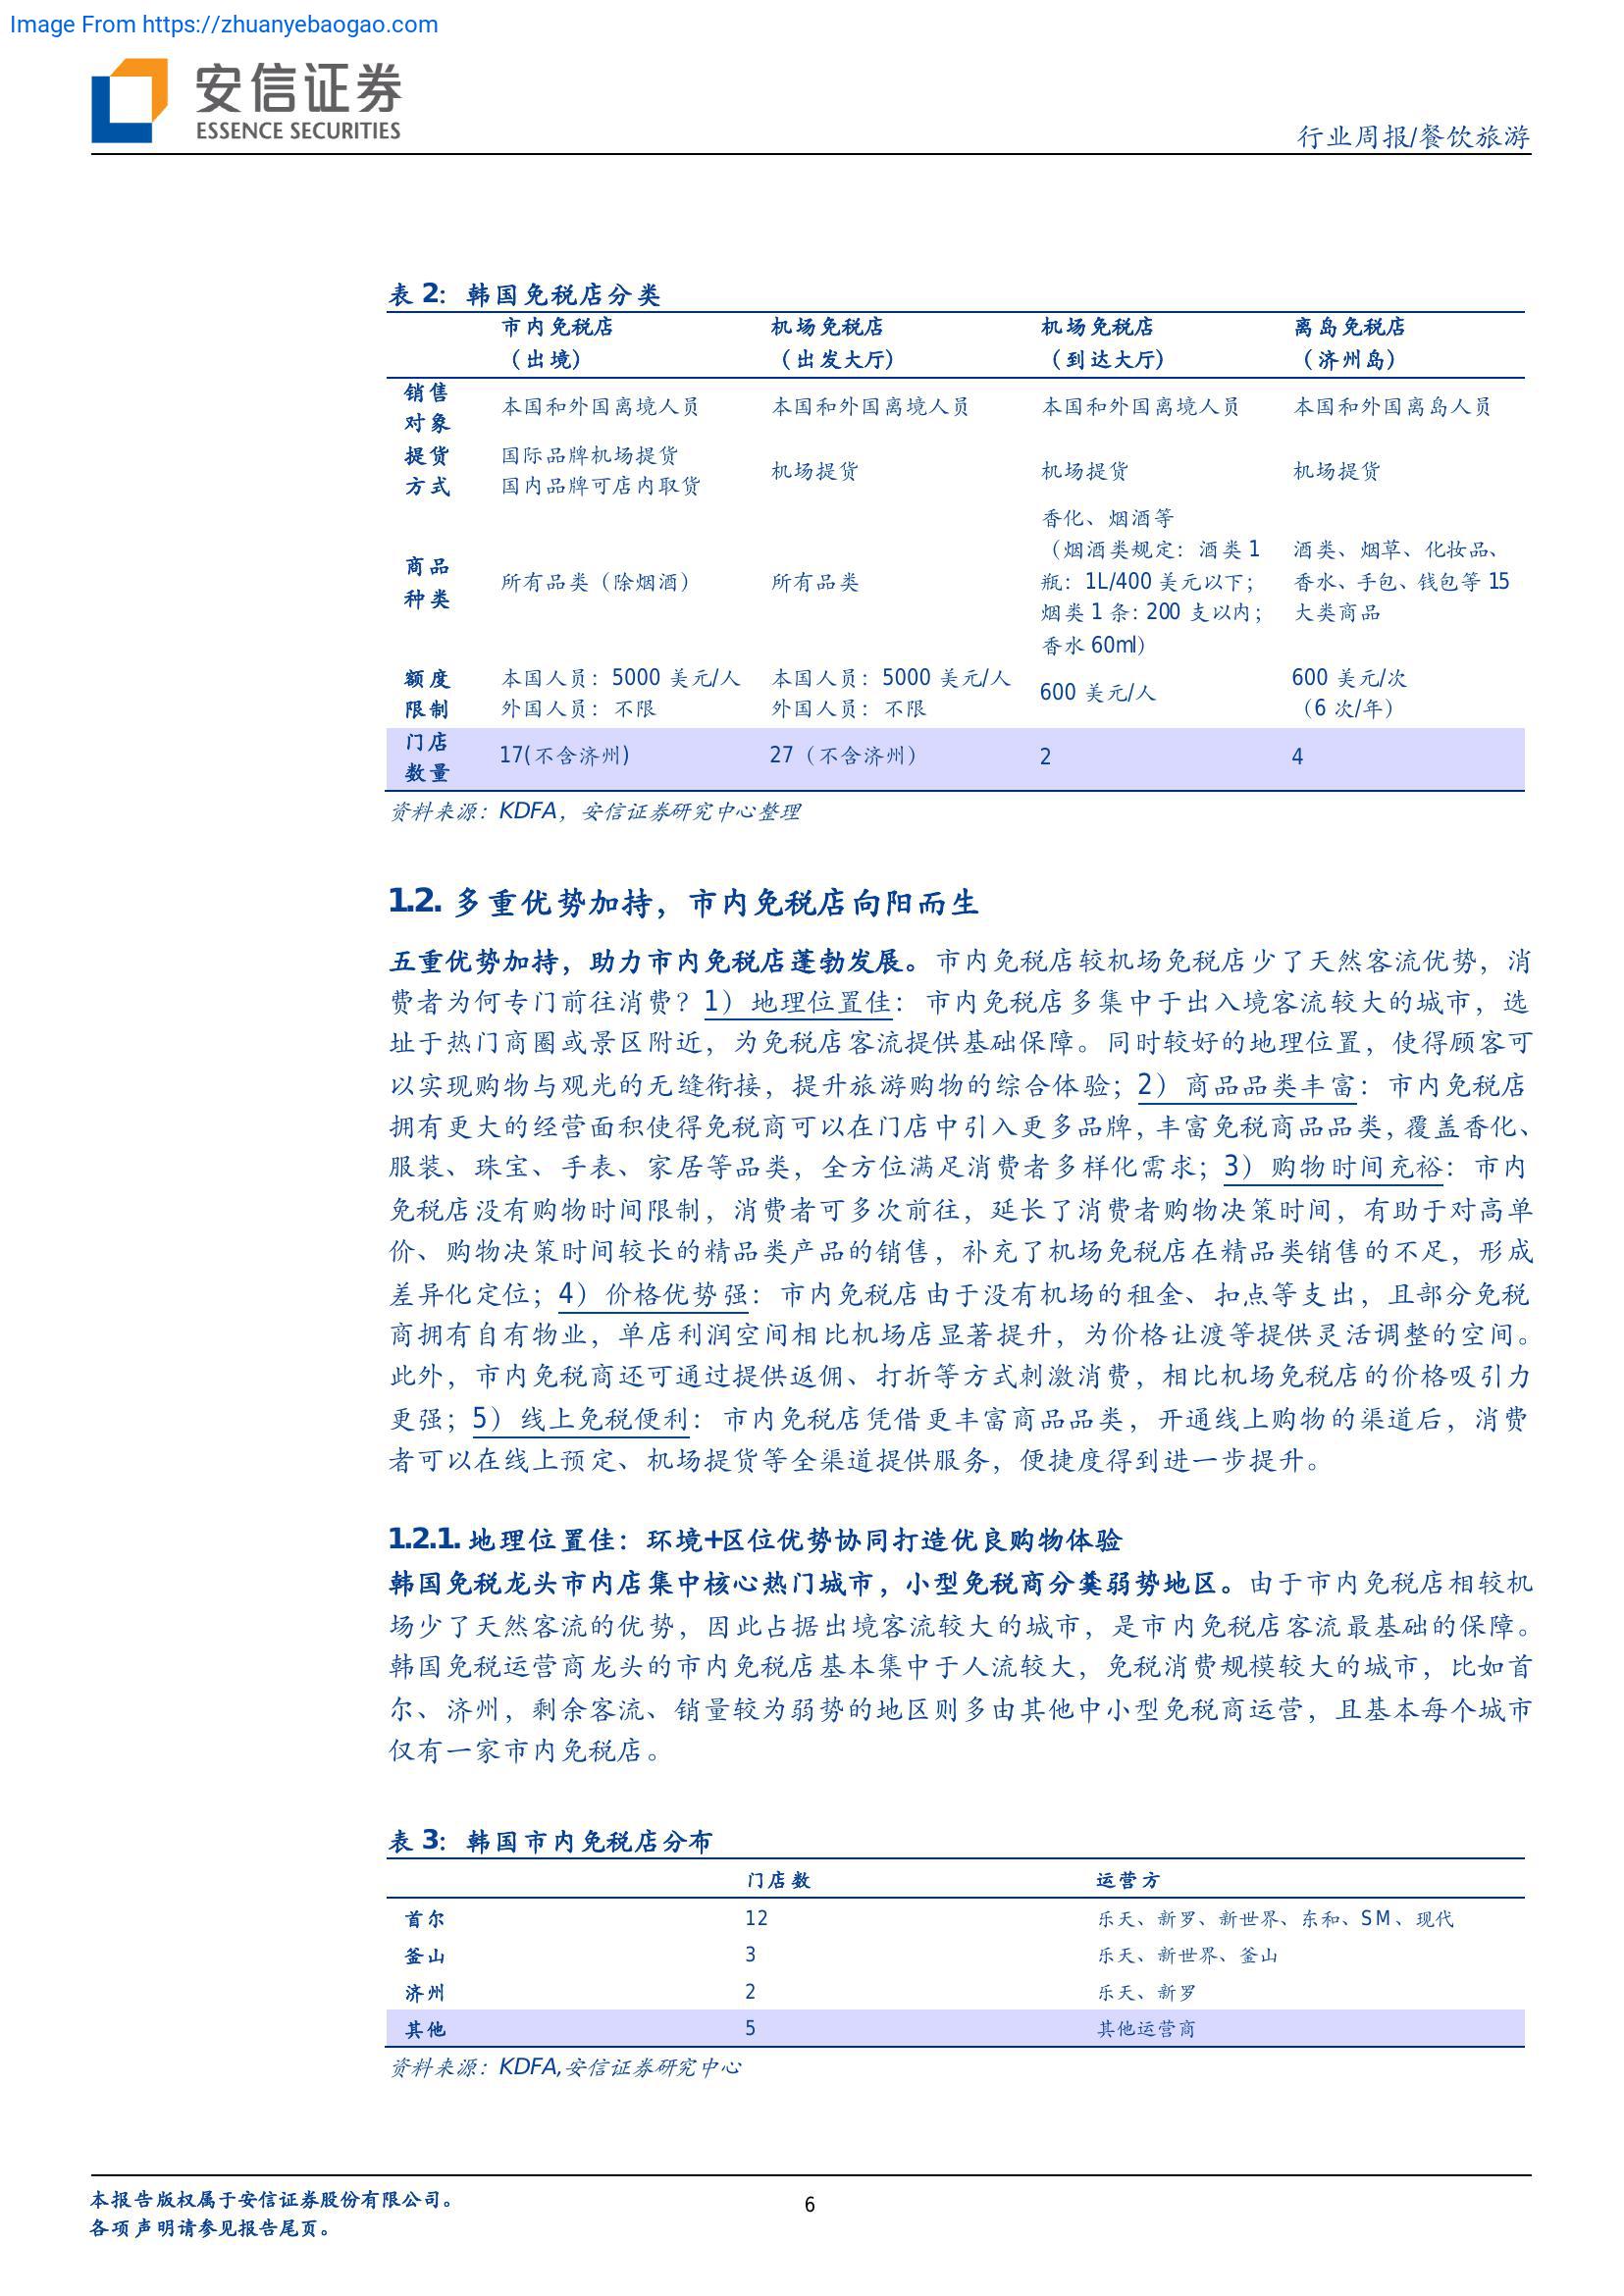 Image From https://zhuanyebaogao.com
安信证券
ESSENCE SECURITIES
行业周报/餐饮旅游
表 2：韩国免税店分类
市内免税店 机场免税店 机场免税店 离岛免税店
（出境） （出发大厅） （到达大厅） （济州岛）
销售
对象
本国和外国离境人员 本国和外国离境人员 本国和外国离境人员 本国和外国离岛人员
提货
方式
国际品牌机场提货
国内品牌可店内取货
机场提货 机场提货 机场提货
商品
种类
所有品类（除烟酒） 所有品类
香化、烟酒等
（烟酒类规定：酒类 1
瓶：1L/400 美元以下；
烟类 1 条：200 支以内；
香水 60ml）
酒类、烟草、化妆品、
香水、手包、钱包等 15
大类商品
额度
限制
本国人员：5000 美元/人
外国人员：不限
本国人员：5000 美元/人
外国人员：不限
600 美元/人
600 美元/次
（6 次/年）
门店
数量
17(不含济州) 27（不含济州） 2 4
资料来源：KDFA，安信证券研究中心整理
1.2. 多重优势加持，市内免税店向阳而生
五重优势加持，助力市内免税店蓬勃发展。市内免税店较机场免税店少了天然客流优势，消
费者为何专门前往消费？1）地理位置佳：市内免税店多集中于出入境客流较大的城市，选
址于热门商圈或景区附近，为免税店客流提供基础保障。同时较好的地理位置，使得顾客可
以实现购物与观光的无缝衔接，提升旅游购物的综合体验；2）商品品类丰富：市内免税店
拥有更大的经营面积使得免税商可以在门店中引入更多品牌，丰富免税商品品类，覆盖香化、
服装、珠宝、手表、家居等品类，全方位满足消费者多样化需求；3）购物时间充裕：市内
免税店没有购物时间限制，消费者可多次前往，延长了消费者购物决策时间，有助于对高单
价、购物决策时间较长的精品类产品的销售，补充了机场免税店在精品类销售的不足，形成
差异化定位；4）价格优势强：市内免税店由于没有机场的租金、扣点等支出，且部分免税
商拥有自有物业，单店利润空间相比机场店显著提升，为价格让渡等提供灵活调整的空间。
此外，市内免税商还可通过提供返佣、打折等方式刺激消费，相比机场免税店的价格吸引力
更强；5）线上免税便利：市内免税店凭借更丰富商品品类，开通线上购物的渠道后，消费
者可以在线上预定、机场提货等全渠道提供服务，便捷度得到进一步提升。
1.2.1. 地理位置佳：环境+区位优势协同打造优良购物体验
韩国免税龙头市内店集中核心热门城市，小型免税商分羹弱势地区。由于市内免税店相较机
场少了天然客流的优势，因此占据出境客流较大的城市，是市内免税店客流最基础的保障。
韩国免税运营商龙头的市内免税店基本集中于人流较大，免税消费规模较大的城市，比如首
尔、济州，剩余客流、销量较为弱势的地区则多由其他中小型免税商运营，且基本每个城市
仅有一家市内免税店。
表 3：韩国市内免税店分布
门店数 运营方
首尔 12 乐天、新罗、新世界、东和、SM、现代
釜山 3 乐天、新世界、釜山
济州 2 乐天、新罗
其他 5 其他运营商
资料来源：KDFA,安信证券研究中心
本报告版权属于安信证券股份有限公司。
各项声明请参见报告尾页。
6